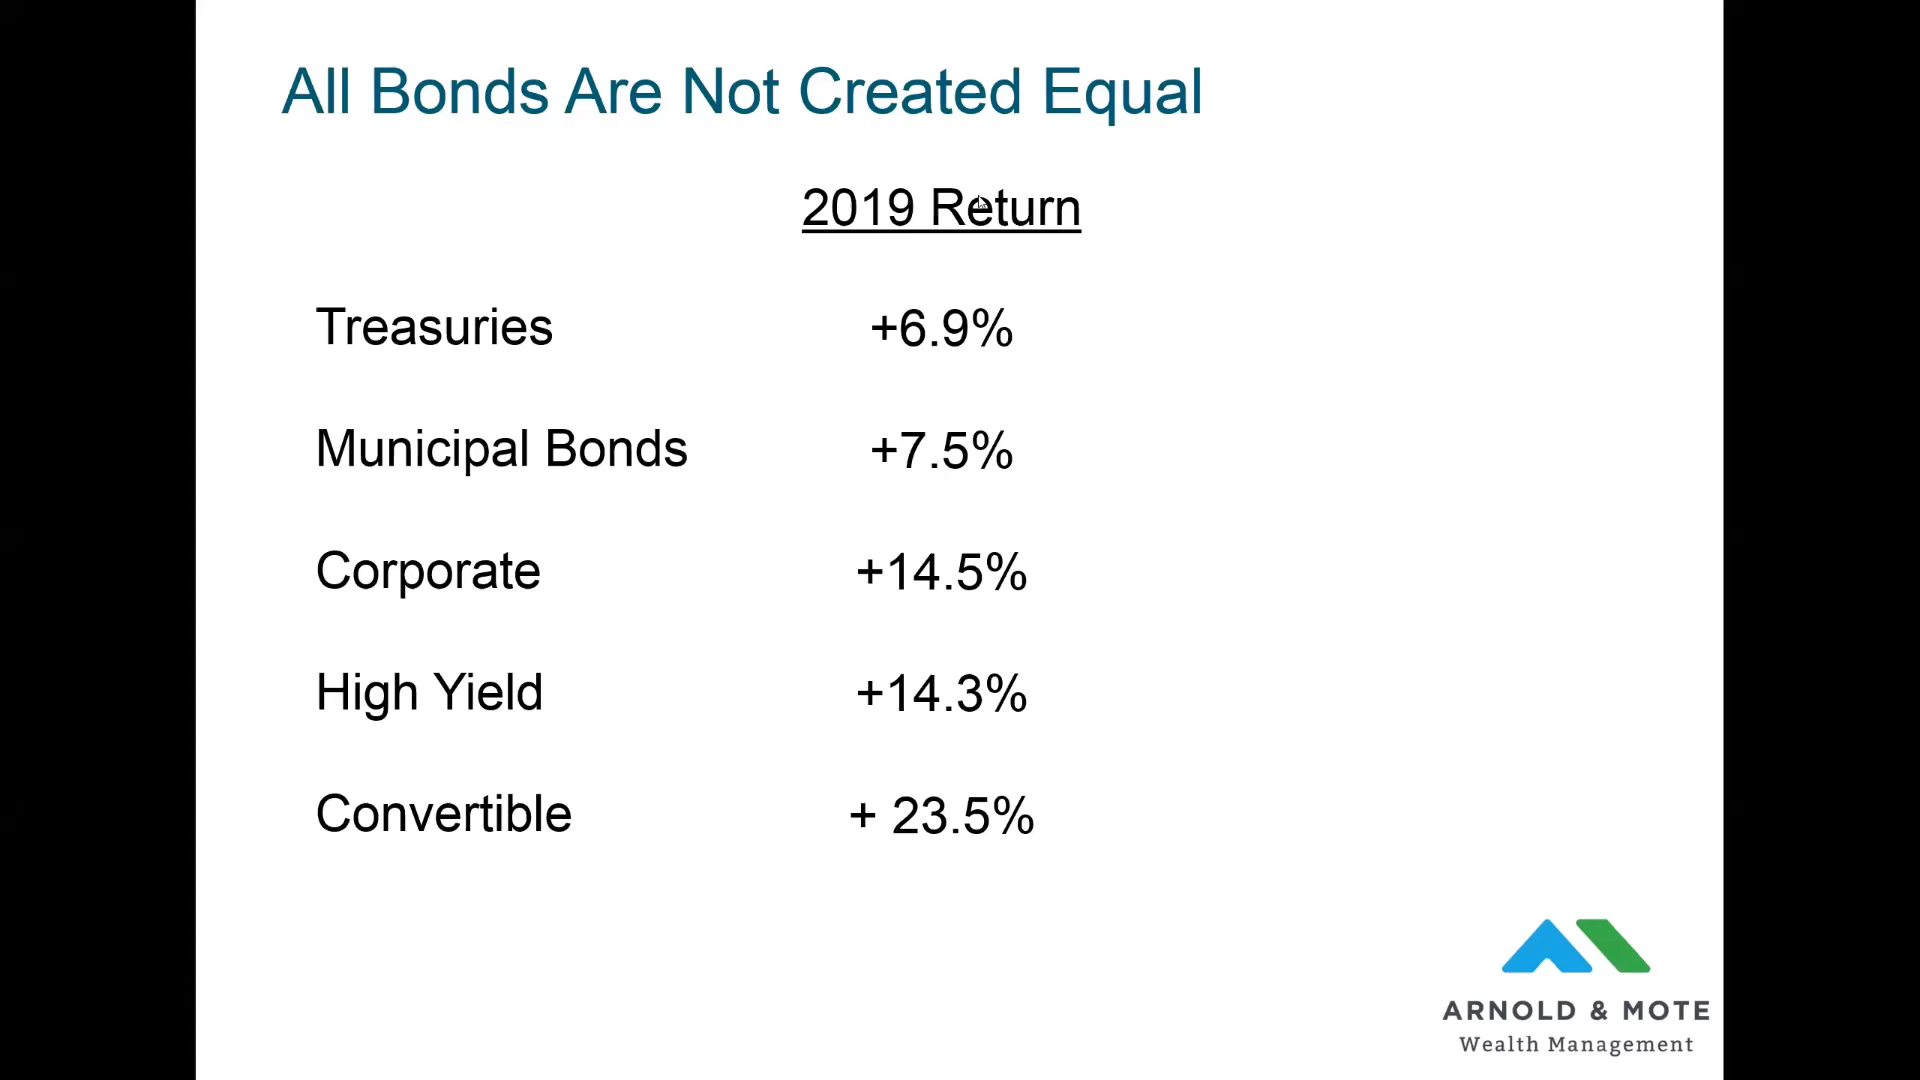 All Bonds Are Not Created Equal
2019 Return
Treasuries +6.9%
Municipal Bonds +7.5%
Corporate +14.5%
High Yield +14.3%
Convertible + 23.5%
ARNOLD & MOTE
Wealth Management